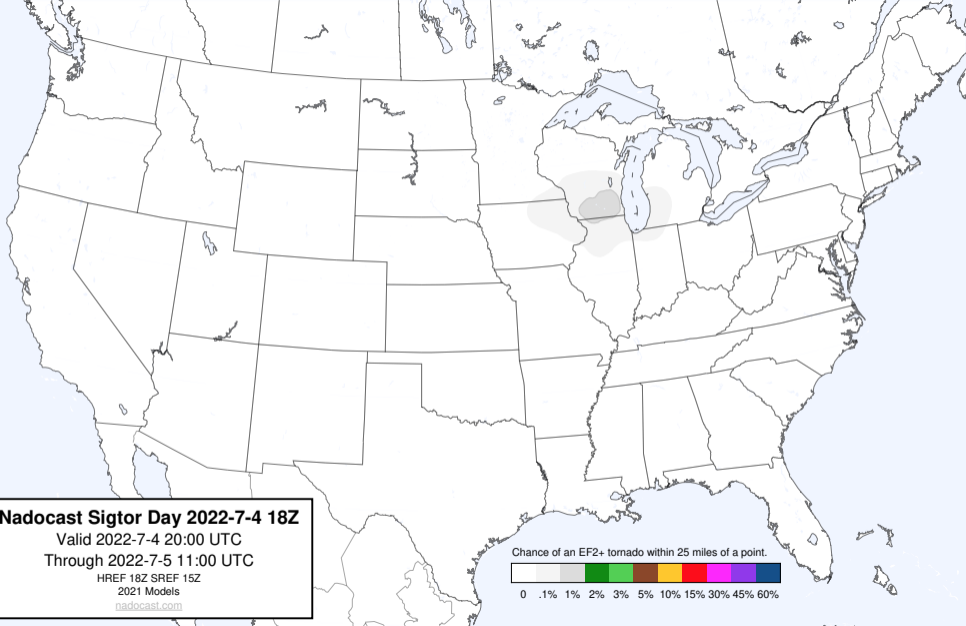 Nadocast Sigtor Day 2022-7-4 18Z
Valid 2022-7-4 20:00 UTC
Through 2022-7-5 11:00 UTC
HREF 18Z SREF 15Z
2021 Models
nadocast.com
Chance of an EF2+ tornado within 25 miles of a point.
0 .1% 1% 2% 3% 5% 10% 15% 30% 45% 60%